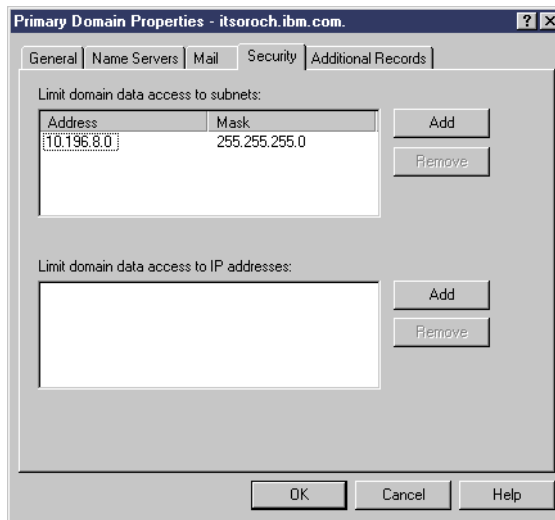 Primary Domain Properties - itsoroch.ibm.com.
General Name Servers Mail Security Additional Records
Limit domain data access to subnets:
Address Mask Add
10.196.8.0 255.255.255.0
Remove
Limit domain data access to IP addresses:
Add
Remove
OK Cancel Help